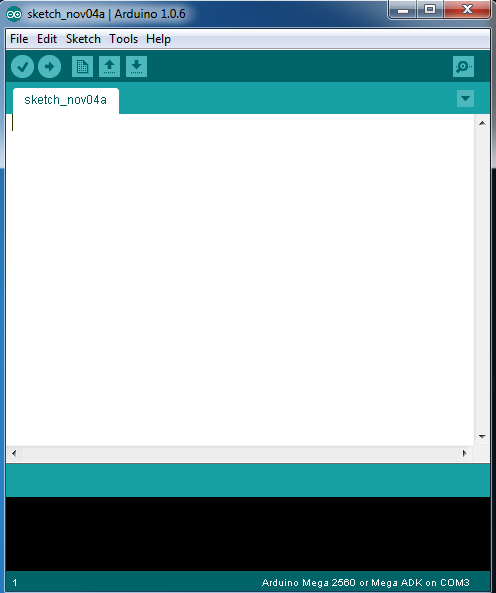 sketch_nov04a | Arduino 1.0.6
File Edit Sketch Tools Help
sketch_nov04a
1 Arduino Mega 2560 or Mega ADK on COM3